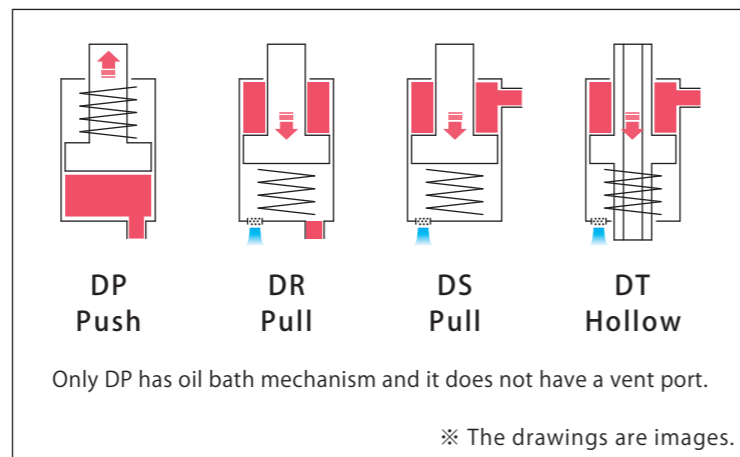 DP
Push
DR
Pull
DS
Pull
DT
Hollow
Only DP has oil bath mechanism and it does not have a vent port.
※ The drawings are images.